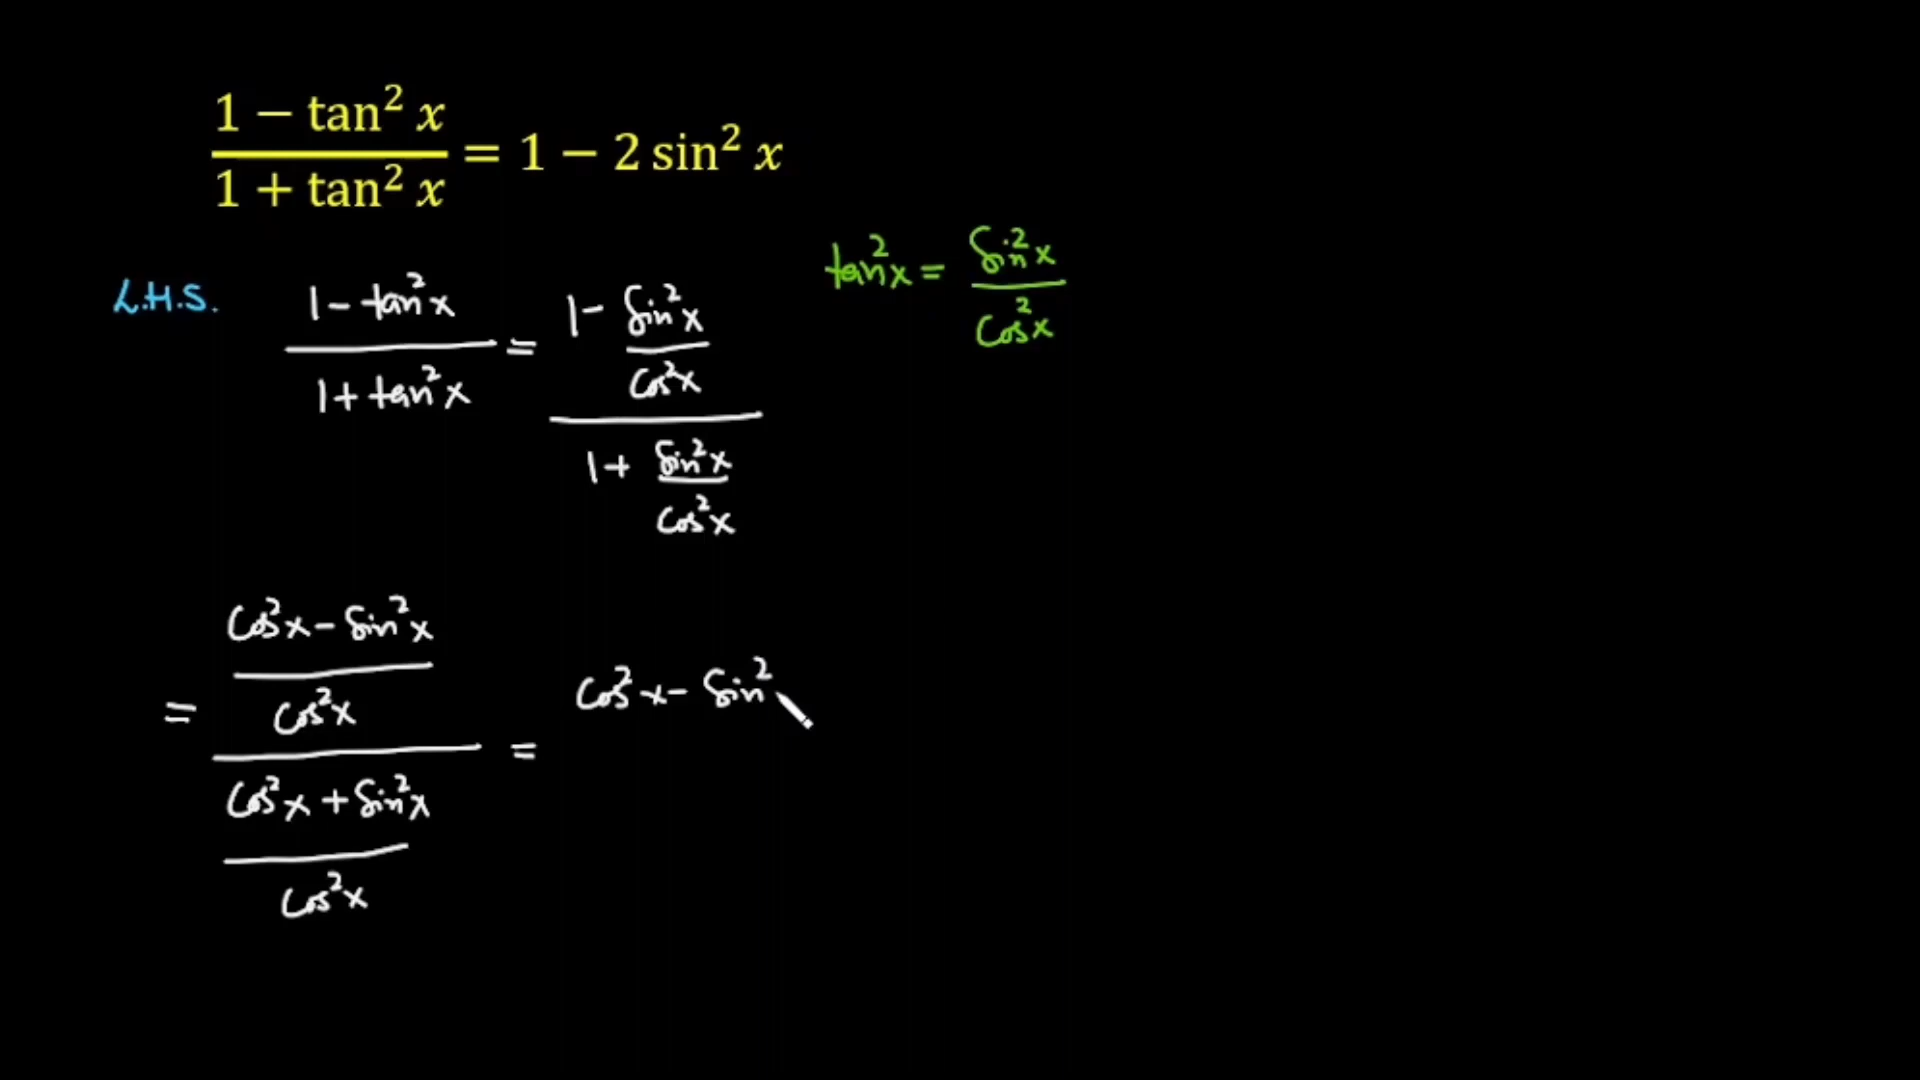 1 − tan² x / 1 + tan² x = 1 − 2 sin² x
tan²x = sin²x / cos²x
L.H.S. 1 − tan²x / 1 + tan²x = 1 − sin²x / cos²x / 1 + sin²x / cos²x
= cos²x − sin²x / cos²x / cos²x + sin²x / cos²x = cos²x − sin²